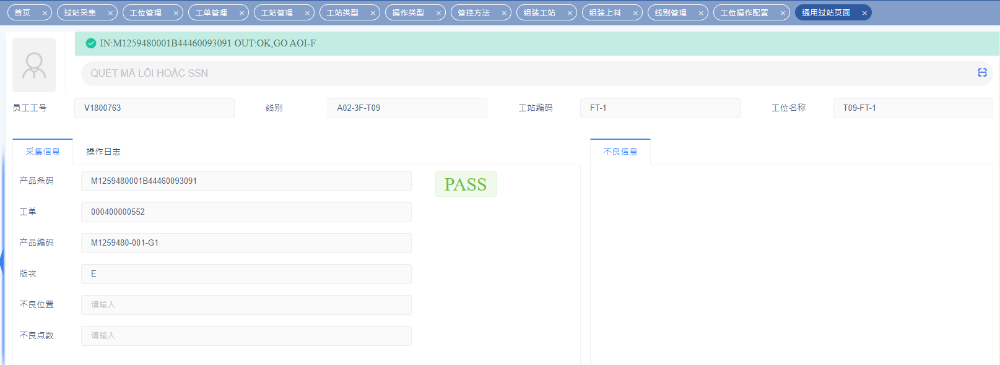 首页 × 过站采集 × 工位管理 × 工单管理 × 工站管理 × 工站类型 × 操作类型 × 管控方法 × 组装工站 × 组装上料 × 线别管理 × 工位操作配置 × 通用过站页面 ×
IN:M1259480001B44460093091 OUT:OK,GO AOI-F
QUÉT MÃ LỖI HOẶC SSN
员工工号 V1800763 线别 A02-3F-T09 工站编码 FT-1 工位名称 T09-FT-1
采集信息 操作日志 不良信息
产品条码 M1259480001B44460093091 PASS
工单 000400000552
产品编码 M1259480-001-G1
版次 E
不良位置 请输入
不良点数 请输入